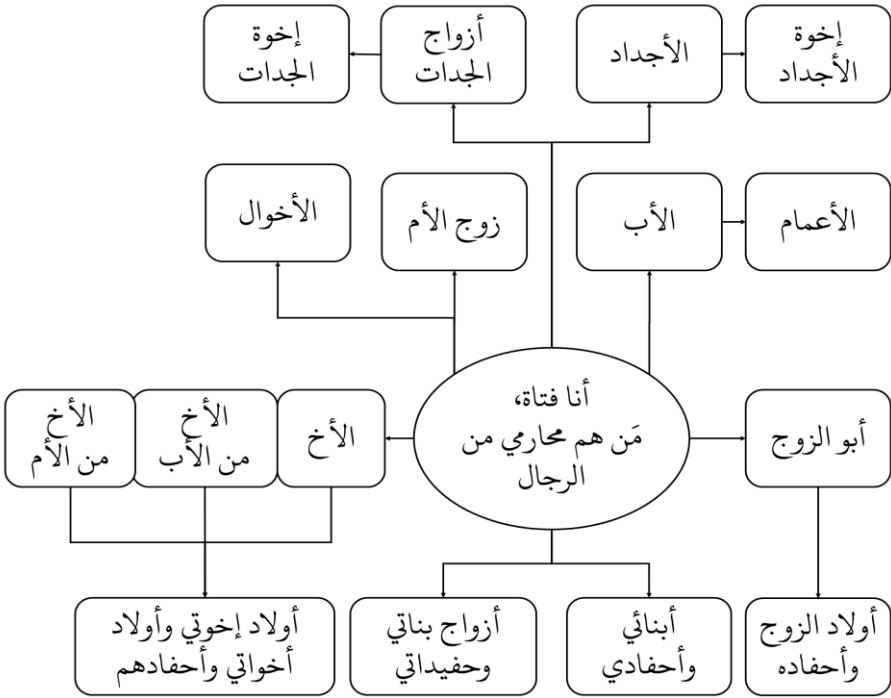 إخوة
الأجداد
الأجداد
أزواج
الجدات
إخوة
الجدات
الأعمام
الأب
زوج الأم
الأخوال
أنا فتاة،
مَن هم محارمي من
الرجال
أبو الزوج
الأخ
الأخ
من الأب
الأخ
من الأم
أولاد الزوج
وأحفاده
أبنائي
وأحفادي
أزواج بناتي
وحفيداتي
أولاد إخوتي وأولاد
أخواتي وأحفادهم